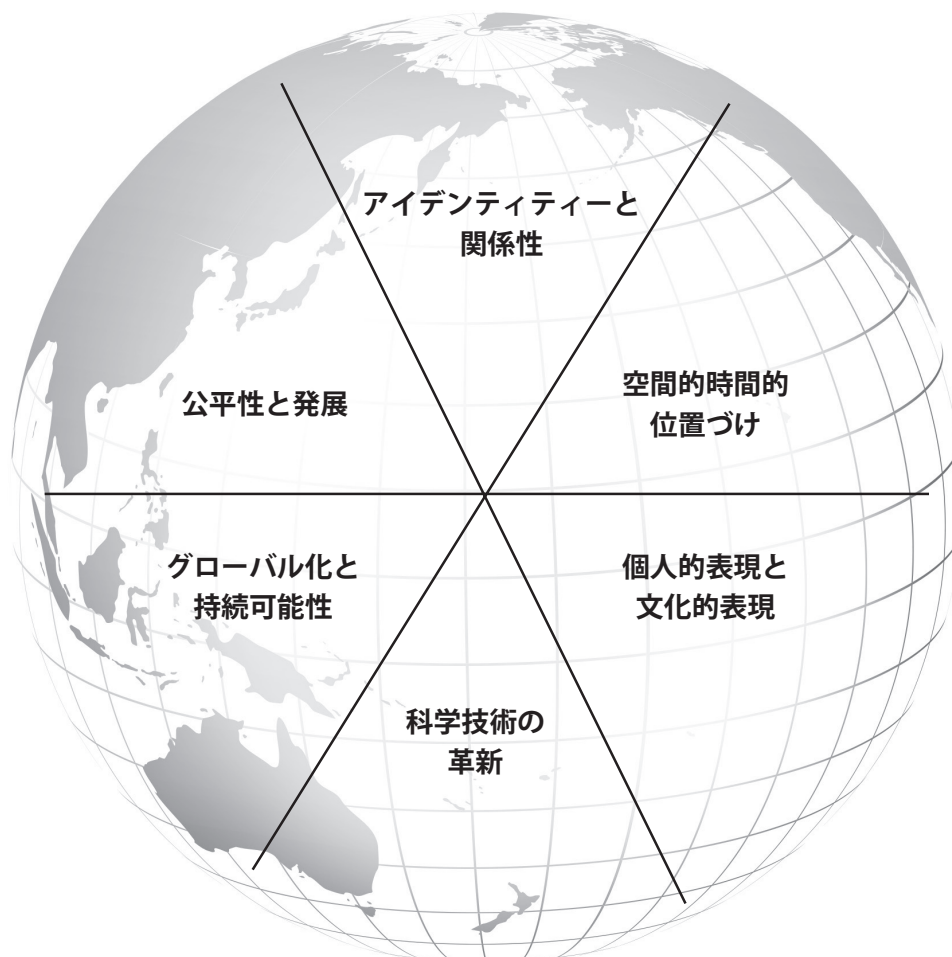 アイデンティティーと
関係性
空間的時間的
位置づけ
公平性と発展
グローバル化と
持続可能性
個人的表現と
文化的表現
科学技術の
革新